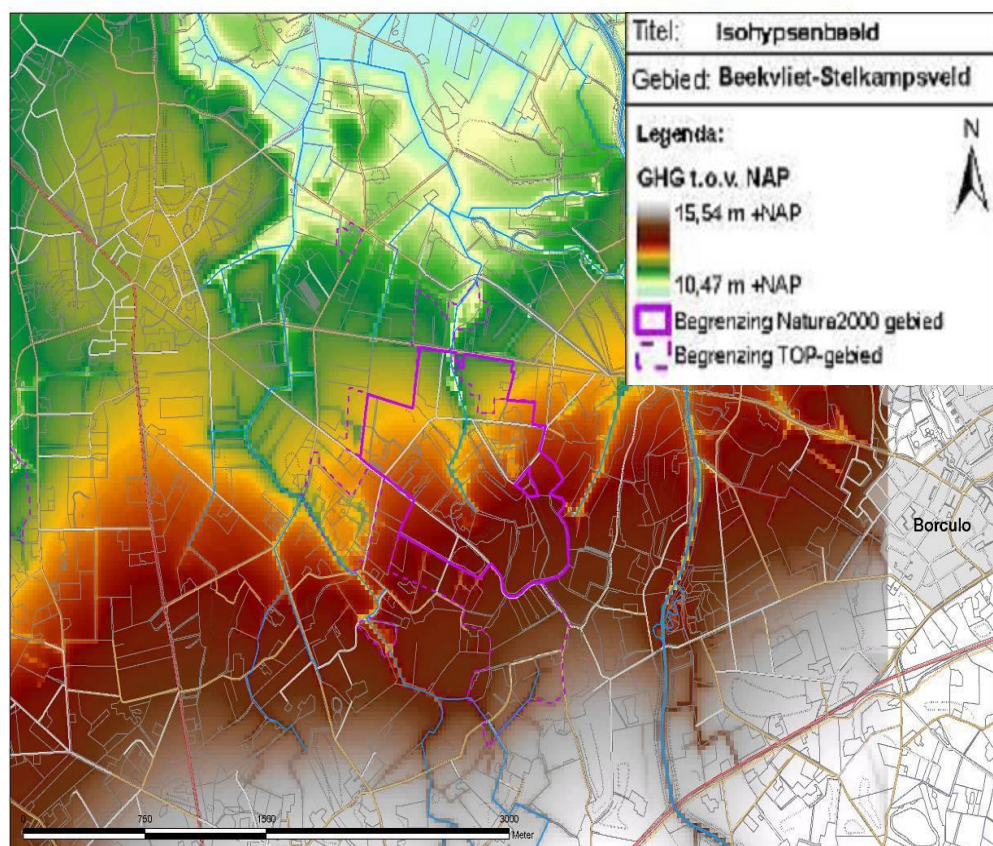 Titel: Isohypsenbeeld
Gebied: Beekvliet-Stelkampsveld
Legenda:
N
GHG t.o.v. NAP
15,54 m +NAP
10,47 m +NAP
Begrenzing Natura2000 gebied
Begrenzing TOP-gebied
Borculo
0 750 1500 3000
Meter